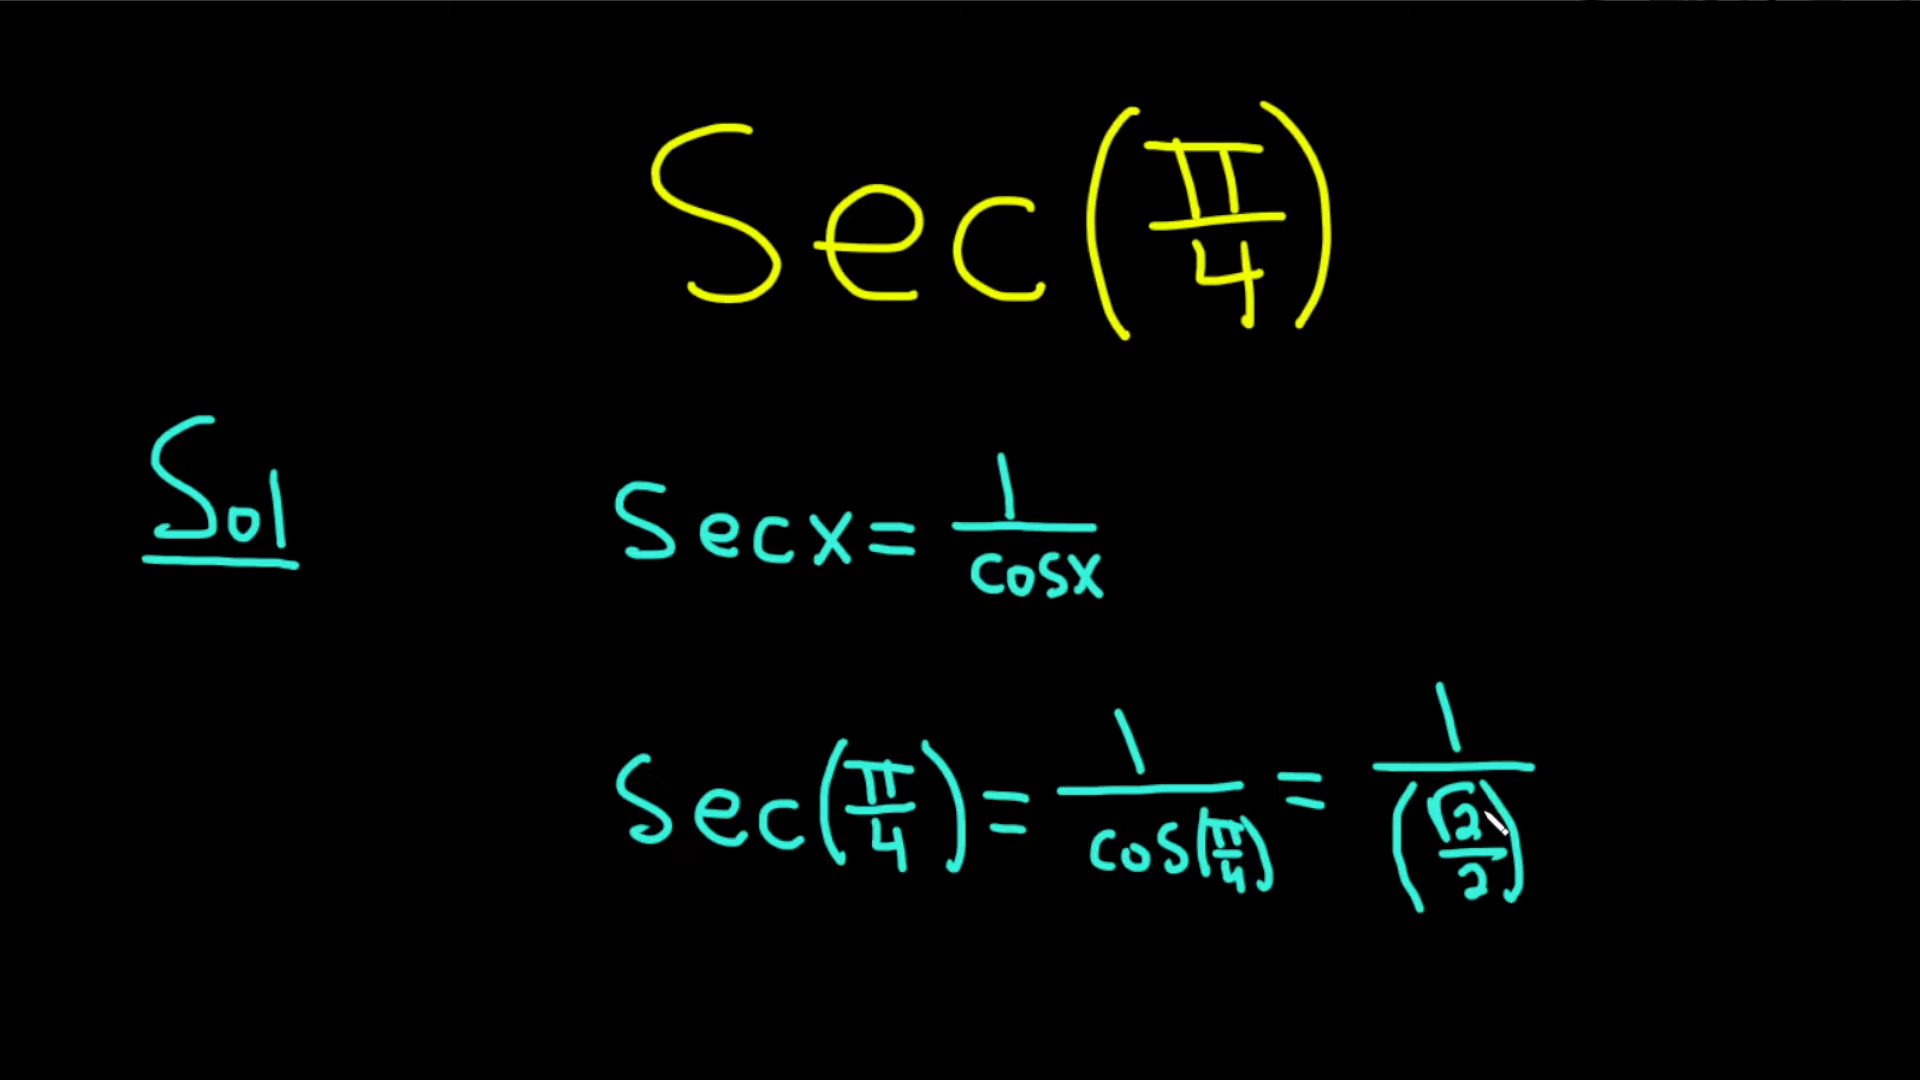 Sec(π/4)
Sol
Secx = 1/cosx
Sec(π/4) = 1/cos(π/4) = 1/(√2/2)